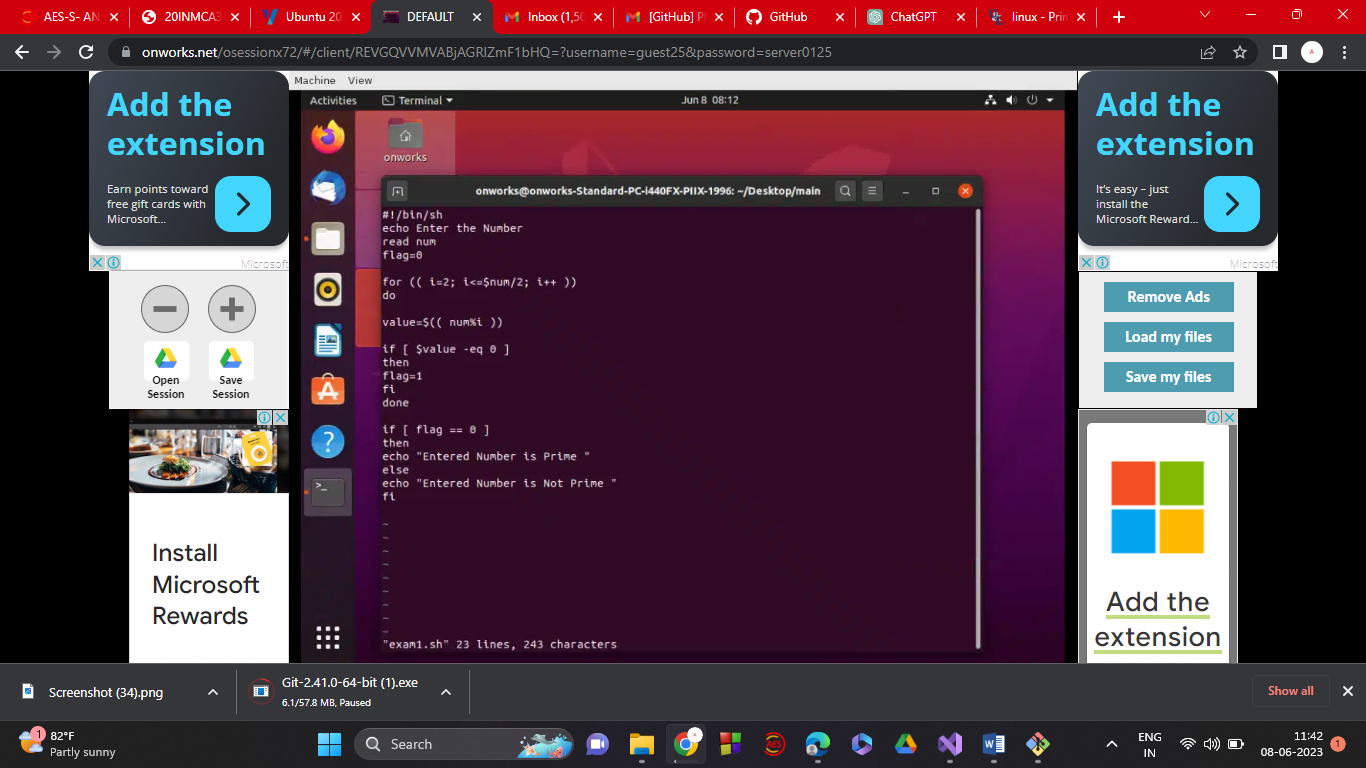 AES-S- AN
20INMCA3
Ubuntu 20
DEFAULT
Inbox (1,50
[GitHub] Pl
GitHub
ChatGPT
linux - Prin
onworks.net/osessionx72/#/client/REVGQVVMVABjAGRlZmF1bHQ=?username=guest25&password=server0125
Machine View
Activities
Terminal
Jun 8 08:12
Add the
extension
Earn points toward
free gift cards with
Microsoft...
Microsoft
Open
Session
Save
Session
Install
Microsoft
Rewards
onworks
onworks@onworks-Standard-PC-i440FX-PIIX-1996: ~/Desktop/main
#!/bin/sh
echo Enter the Number
read num
flag=0
for (( i=2; i<=$num/2; i++ ))
do
value=$(( num%i ))
if [ $value -eq 0 ]
then
flag=1
fi
done
if [ flag == 0 ]
then
echo "Entered Number is Prime "
else
echo "Entered Number is Not Prime "
fi
~
~
~
~
~
~
~
~
~
"exam1.sh" 23 lines, 243 characters
Add the
extension
It's easy – just
install the
Microsoft Reward...
Microsoft
Remove Ads
Load my files
Save my files
Add the
extension
Screenshot (34).png
Git-2.41.0-64-bit (1).exe
6.1/57.8 MB, Paused
Show all
1
82°F
Partly sunny
Search
AES
ENG
IN
11:42
08-06-2023
1